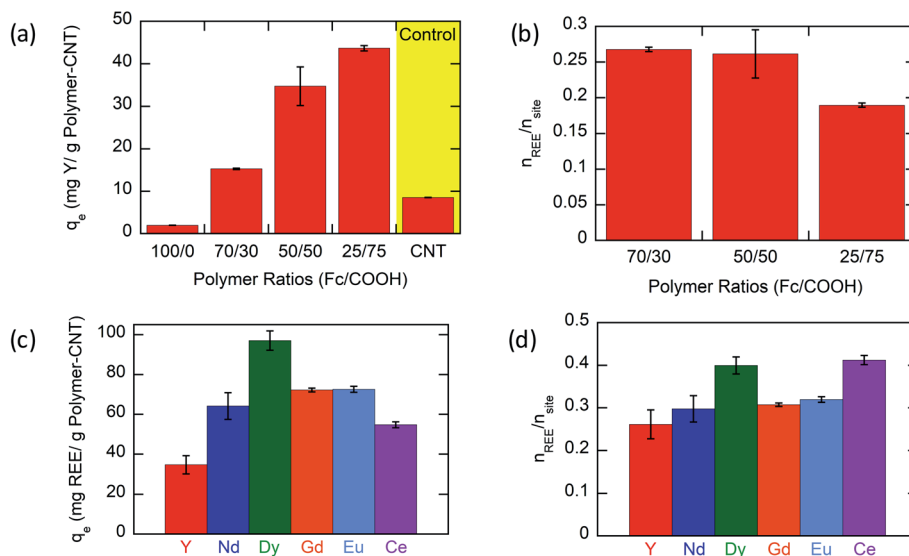 (a)
q_e (mg Y/ g Polymer-CNT)
50
40
30
20
10
0
Control
100/0 70/30 50/50 25/75 CNT
Polymer Ratios (Fc/COOH)
(b)
n_REE/n_site
0.3
0.25
0.2
0.15
0.1
0.05
0
70/30 50/50 25/75
Polymer Ratios (Fc/COOH)
(c)
q_e (mg REE/ g Polymer-CNT)
100
80
60
40
20
0
Y Nd Dy Gd Eu Ce
(d)
n_REE/n_site
0.5
0.4
0.3
0.2
0.1
0
Y Nd Dy Gd Eu Ce